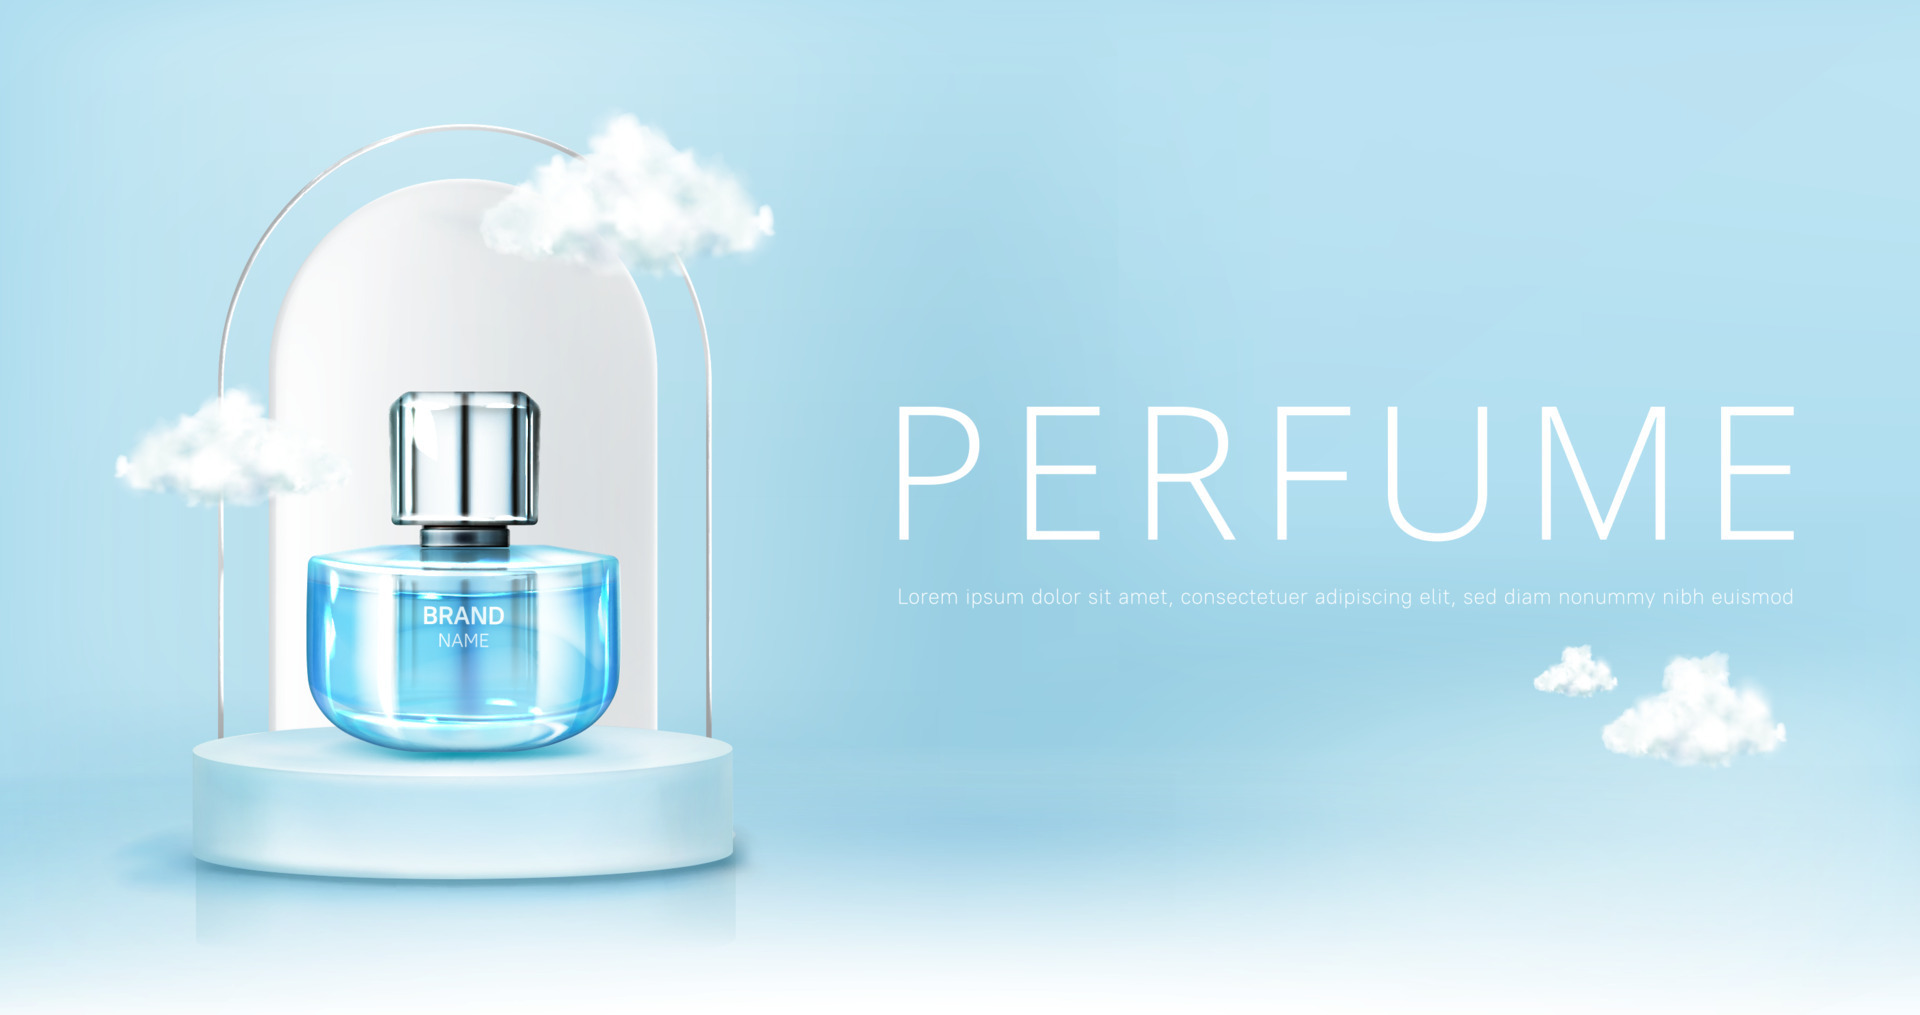 BRAND
NAME
PERFUME
Lorem ipsum dolor sit amet, consectetuer adipiscing elit, sed diam nonummy nibh euismod